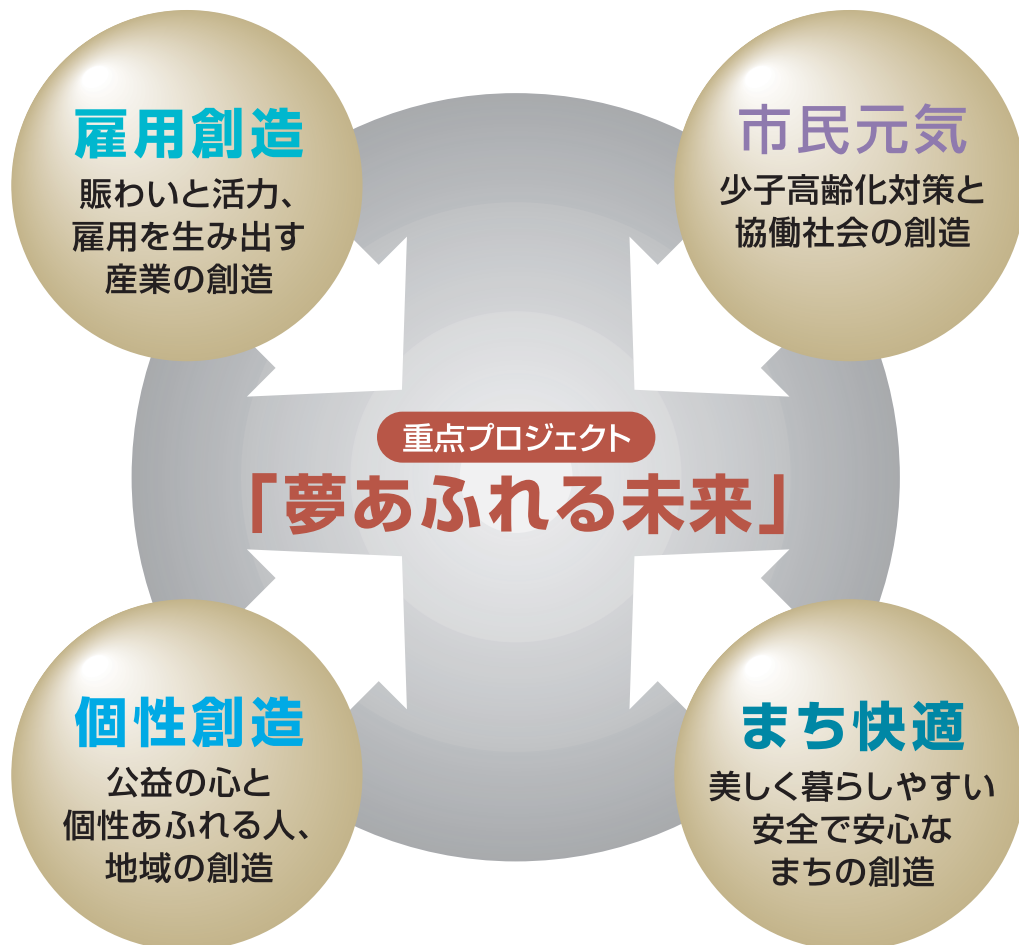 雇用創造
賑わいと活力、
雇用を生み出す
産業の創造
市民元気
少子高齢化対策と
協働社会の創造
重点プロジェクト
「夢あふれる未来」
個性創造
公益の心と
個性あふれる人、
地域の創造
まち快適
美しく暮らしやすい
安全で安心な
まちの創造